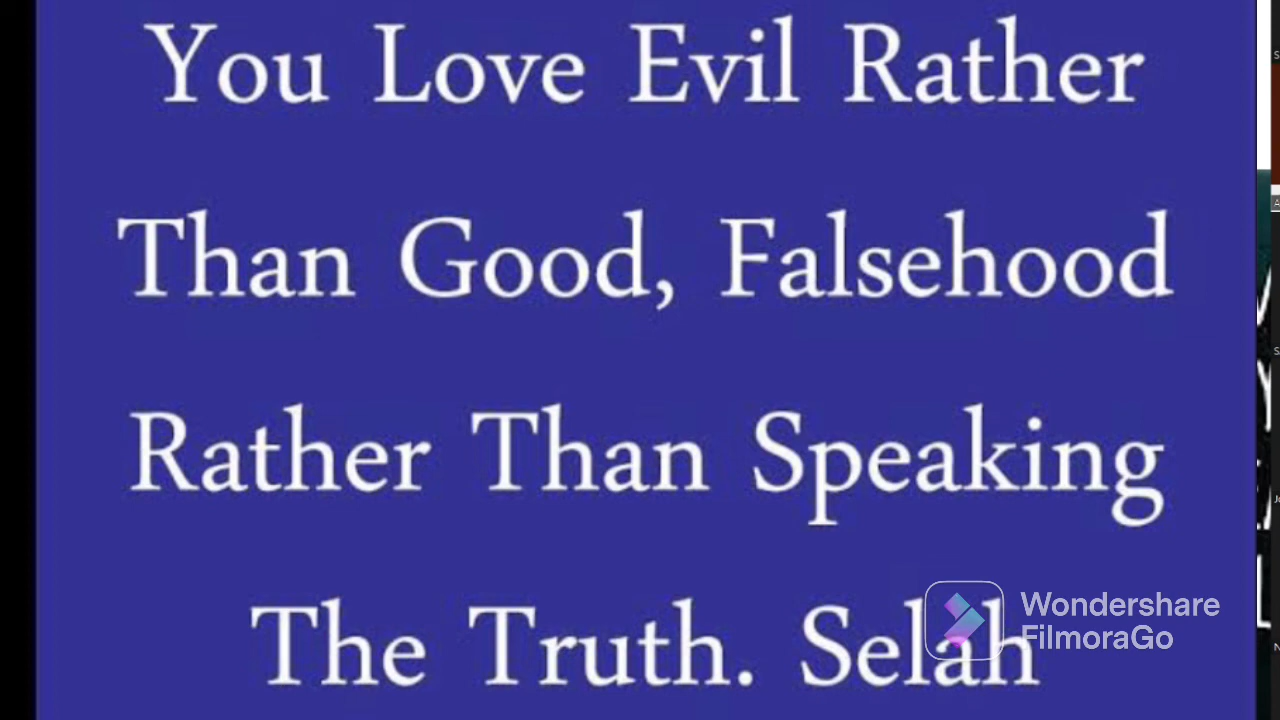 You Love Evil Rather
Than Good, Falsehood
Rather Than Speaking
The Truth. Selah
Wondershare
FilmoraGo